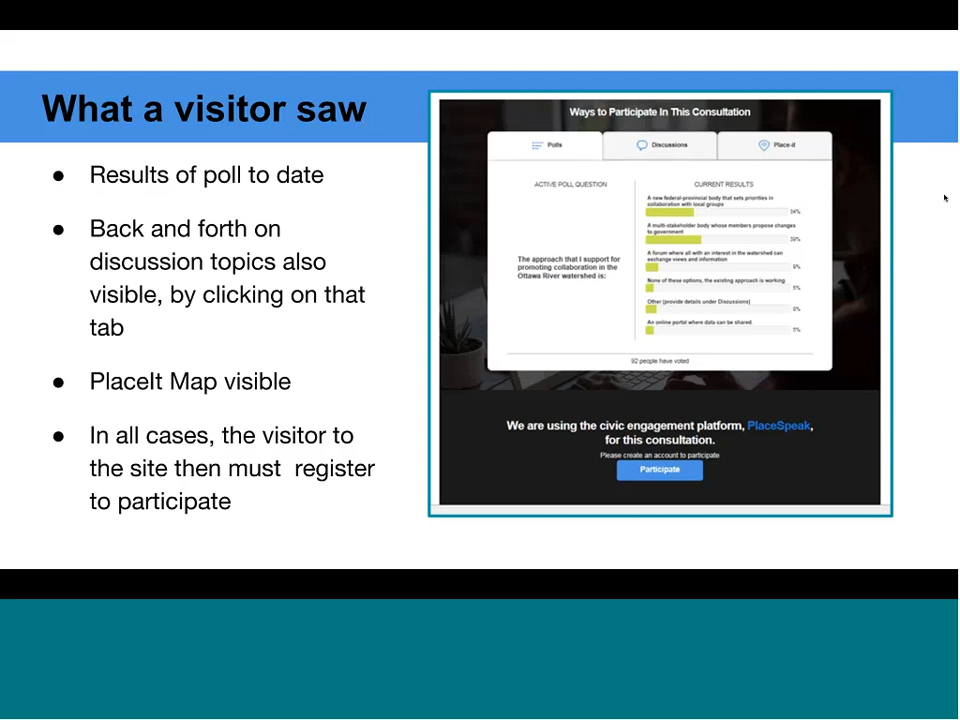 What a visitor saw
● Results of poll to date
● Back and forth on
discussion topics also
visible, by clicking on that
tab
● PlaceIt Map visible
● In all cases, the visitor to
the site then must register
to participate
Ways to Participate In This Consultation
Polls
Discussions
Place-it
ACTIVE POLL QUESTION
The approach that I support for
promoting collaboration in the
Ottawa River watershed is:
CURRENT RESULTS
A new federal-provincial body that sets priorities in
collaboration with local groups
34%
A multi-stakeholder body whose members propose changes
to government
39%
A forum where all with an interest in the watershed can
exchange views and information
None of these options, the existing approach is working
5%
Other (provide details under Discussions)
An online portal where data can be shared.
5%
92 people have voted
We are using the civic engagement platform, PlaceSpeak,
for this consultation.
Please create an account to participate
Participate